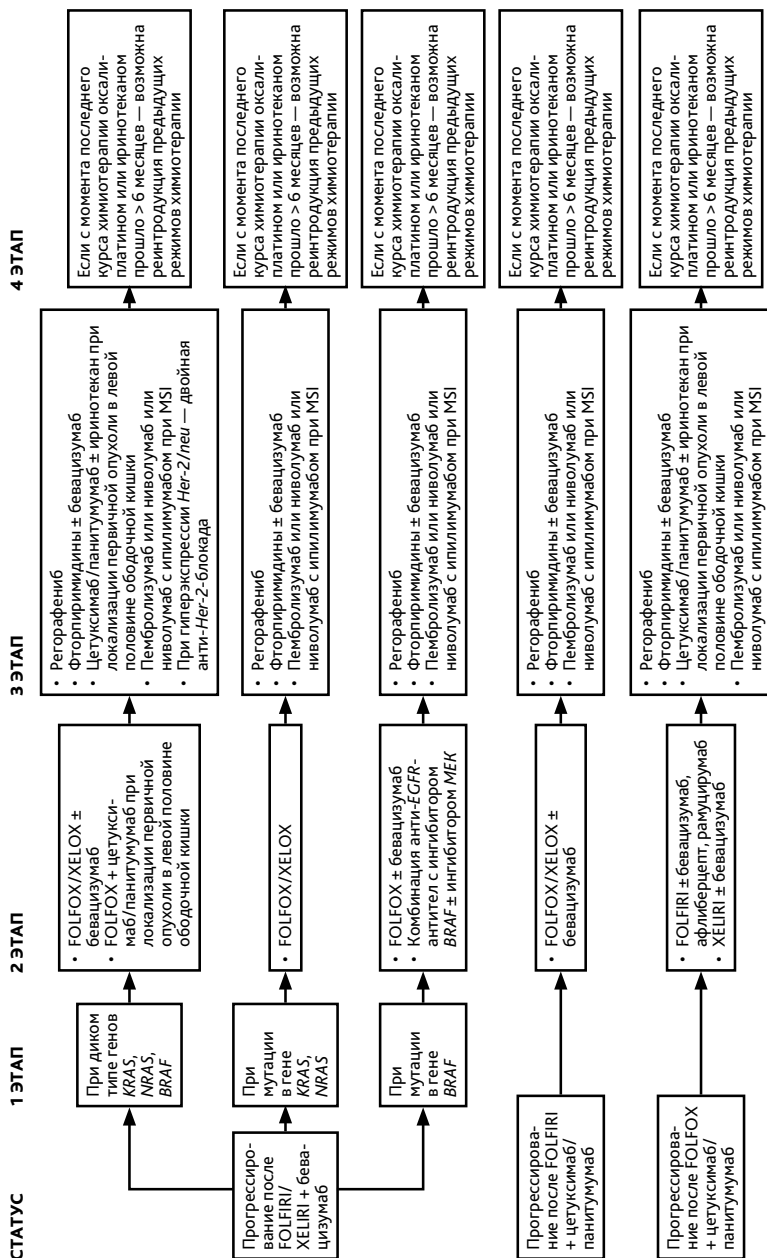 СТАТУС
1 ЭТАП
2 ЭТАП
3 ЭТАП
4 ЭТАП
Прогрессиро-
вание после
FOLFIRI/
XELIRI + бева-
цизумаб
При диком
типе генов
KRAS,
NRAS,
BRAF
• FOLFOX/XELOX ±
бевацизумаб
• FOLFOX + цетукси-
маб/панитумумаб при
локализации первичной
опухоли в левой половине
ободочной кишки
• Регорафениб
• Фторпиримидины ± бевацизумаб
• Цетуксимаб/панитумумаб ± иринотекан при
локализации первичной опухоли в левой
половине ободочной кишки
• Пембролизумаб или ниволумаб или
ниволумаб с ипилимумабом при MSI
• При гиперэкспрессии Her-2/neu — двойная
анти-Her-2-блокада
Если с момента последнего
курса химиотерапии оксали-
платином или иринотеканом
прошло > 6 месяцев — возможна
реинтродукция предыдущих
режимов химиотерапии
При
мутации
в гене
KRAS,
NRAS
• FOLFOX/XELOX
• Регорафениб
• Фторпиримидины ± бевацизумаб
• Пембролизумаб или ниволумаб или
ниволумаб с ипилимумабом при MSI
Если с момента последнего
курса химиотерапии оксали-
платином или иринотеканом
прошло > 6 месяцев — возможна
реинтродукция предыдущих
режимов химиотерапии
При
мутации
в гене
BRAF
• FOLFOX ± бевацизумаб
• Комбинация анти-EGFR-
антител с ингибитором
BRAF ± ингибитором MEK
• Регорафениб
• Фторпиримидины ± бевацизумаб
• Пембролизумаб или ниволумаб или
ниволумаб с ипилимумабом при MSI
Если с момента последнего
курса химиотерапии оксали-
платином или иринотеканом
прошло > 6 месяцев — возможна
реинтродукция предыдущих
режимов химиотерапии
Прогрессирова-
ние после FOLFIRI
+ цетуксимаб/
панитумумаб
• FOLFOX/XELOX ±
бевацизумаб
• Регорафениб
• Фторпиримидины ± бевацизумаб
• Пембролизумаб или ниволумаб или
ниволумаб с ипилимумабом при MSI
Если с момента последнего
курса химиотерапии оксали-
платином или иринотеканом
прошло > 6 месяцев — возможна
реинтродукция предыдущих
режимов химиотерапии
Прогрессирова-
ние после FOLFOX
+ цетуксимаб/
панитумумаб
• FOLFIRI ± бевацизумаб,
афлиберцепт, рамуцирумаб
• XELIRI ± бевацизумаб
• Регорафениб
• Фторпиримидины ± бевацизумаб
• Цетуксимаб/панитумумаб ± иринотекан при
локализации первичной опухоли в левой
половине ободочной кишки
• Пембролизумаб или ниволумаб или
ниволумаб с ипилимумабом при MSI
Если с момента последнего
курса химиотерапии оксали-
платином или иринотеканом
прошло > 6 месяцев — возможна
реинтродукция предыдущих
режимов химиотерапии